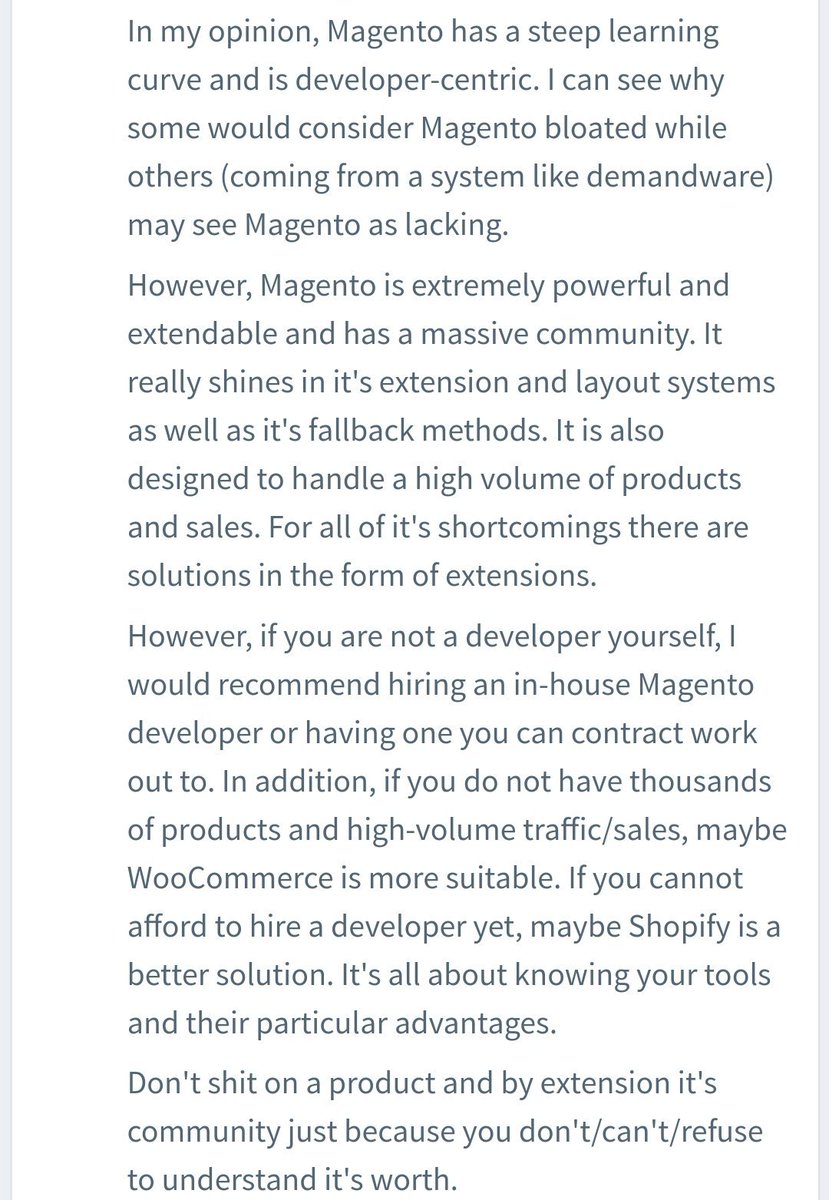 In my opinion, Magento has a steep learning
curve and is developer-centric. I can see why
some would consider Magento bloated while
others (coming from a system like demandware)
may see Magento as lacking.
However, Magento is extremely powerful and
extendable and has a massive community. It
really shines in it's extension and layout systems
as well as it's fallback methods. It is also
designed to handle a high volume of products
and sales. For all of it's shortcomings there are
solutions in the form of extensions.
However, if you are not a developer yourself, I
would recommend hiring an in-house Magento
developer or having one you can contract work
out to. In addition, if you do not have thousands
of products and high-volume traffic/sales, maybe
WooCommerce is more suitable. If you cannot
afford to hire a developer yet, maybe Shopify is a
better solution. It's all about knowing your tools
and their particular advantages.
Don't shit on a product and by extension it's
community just because you don't/can't/refuse
to understand it's worth.